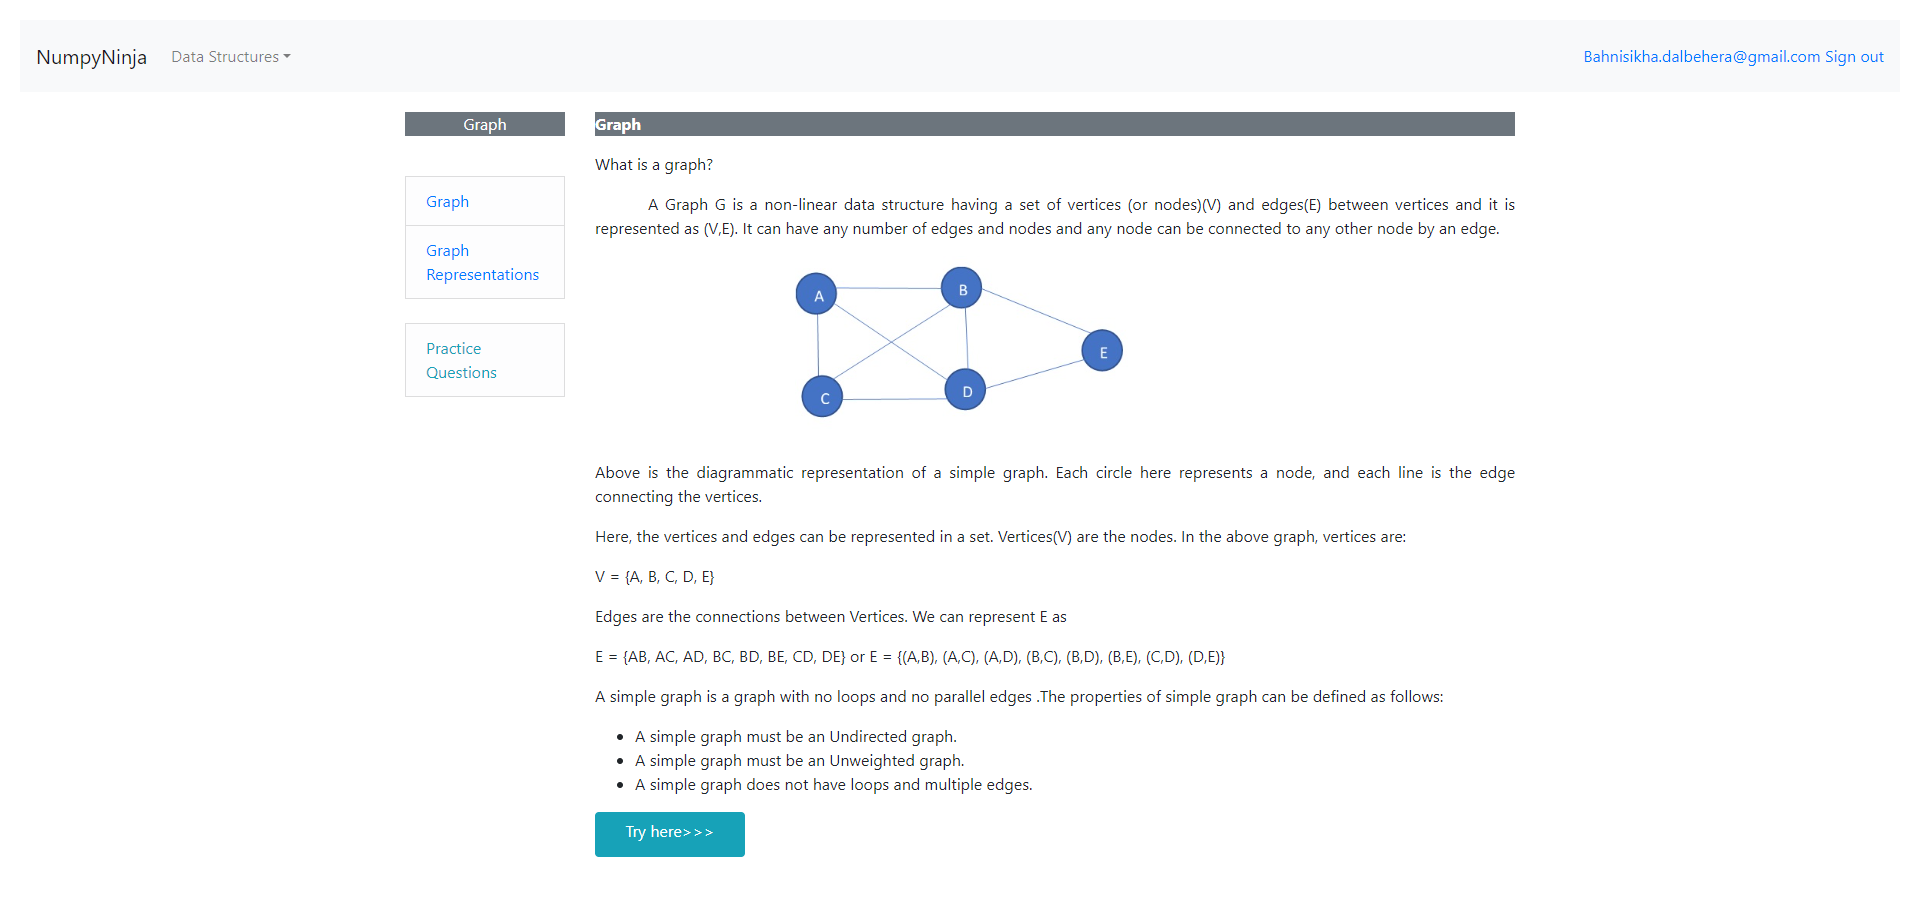 NumpyNinja Data Structures Bahnisikha.dalbehera@gmail.com Sign out
Graph
Graph
Graph
Representations
Practice
Questions
Graph
What is a graph?
A Graph G is a non-linear data structure having a set of vertices (or nodes)(V) and edges(E) between vertices and it is
represented as (V,E). It can have any number of edges and nodes and any node can be connected to any other node by an edge.
A
B
E
C
D
Above is the diagrammatic representation of a simple graph. Each circle here represents a node, and each line is the edge
connecting the vertices.
Here, the vertices and edges can be represented in a set. Vertices(V) are the nodes. In the above graph, vertices are:
V = {A, B, C, D, E}
Edges are the connections between Vertices. We can represent E as
E = {AB, AC, AD, BC, BD, BE, CD, DE} or E = {(A,B), (A,C), (A,D), (B,C), (B,D), (B,E), (C,D), (D,E)}
A simple graph is a graph with no loops and no parallel edges .The properties of simple graph can be defined as follows:
• A simple graph must be an Undirected graph.
• A simple graph must be an Unweighted graph.
• A simple graph does not have loops and multiple edges.
Try here>>>